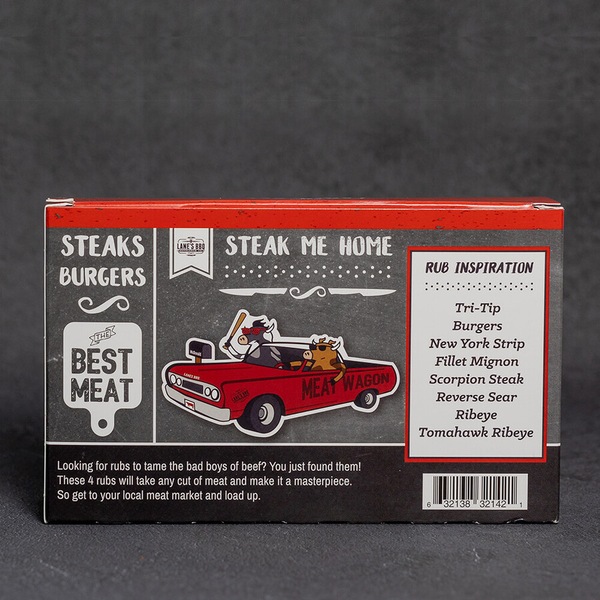 STEAKS
BURGERS
THE
BEST
MEAT
LANE'S BBQ
STEAK ME HOME
LANE'S BBQ
MEAT WAGON
RUB INSPIRATION
Tri-Tip
Burgers
New York Strip
Fillet Mignon
Scorpion Steak
Reverse Sear
Ribeye
Tomahawk Ribeye
Looking for rubs to tame the bad boys of beef? You just found them!
These 4 rubs will take any cut of meat and make it a masterpiece.
So get to your local meat market and load up.
6 32138 32142 1